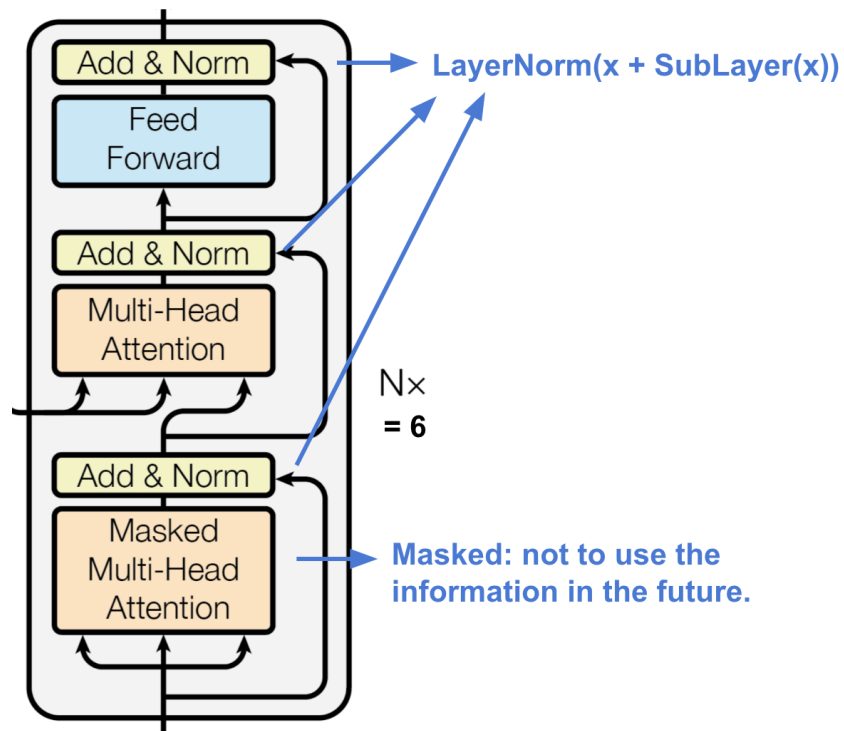 Add & Norm
LayerNorm(x + SubLayer(x))
Feed
Forward
Add & Norm
Multi-Head
Attention
N×
= 6
Add & Norm
Masked
Multi-Head
Attention
Masked: not to use the
information in the future.